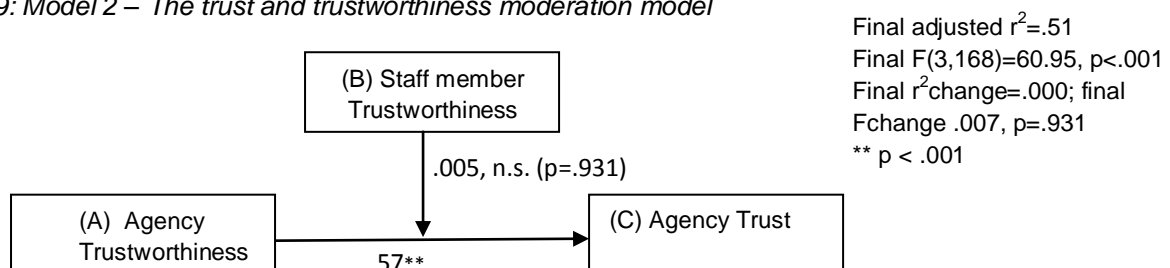 9: Model 2 – The trust and trustworthiness moderation model
Final adjusted r²=.51
Final F(3,168)=60.95, p<.001
Final r²change=.000; final
Fchange .007, p=.931
** p < .001
(B) Staff member
Trustworthiness
.005, n.s. (p=.931)
(A) Agency
Trustworthiness
(C) Agency Trust
.57**